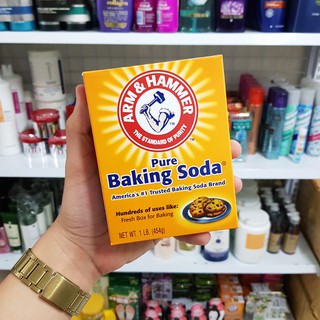 ARM & HAMMER
THE STANDARD OF PURITY
™
Pure
Baking Soda®
America's #1 Trusted Baking Soda Brand
Hundreds of uses like:
Fresh Box for Baking
NET WT. 1 LB. (454g)